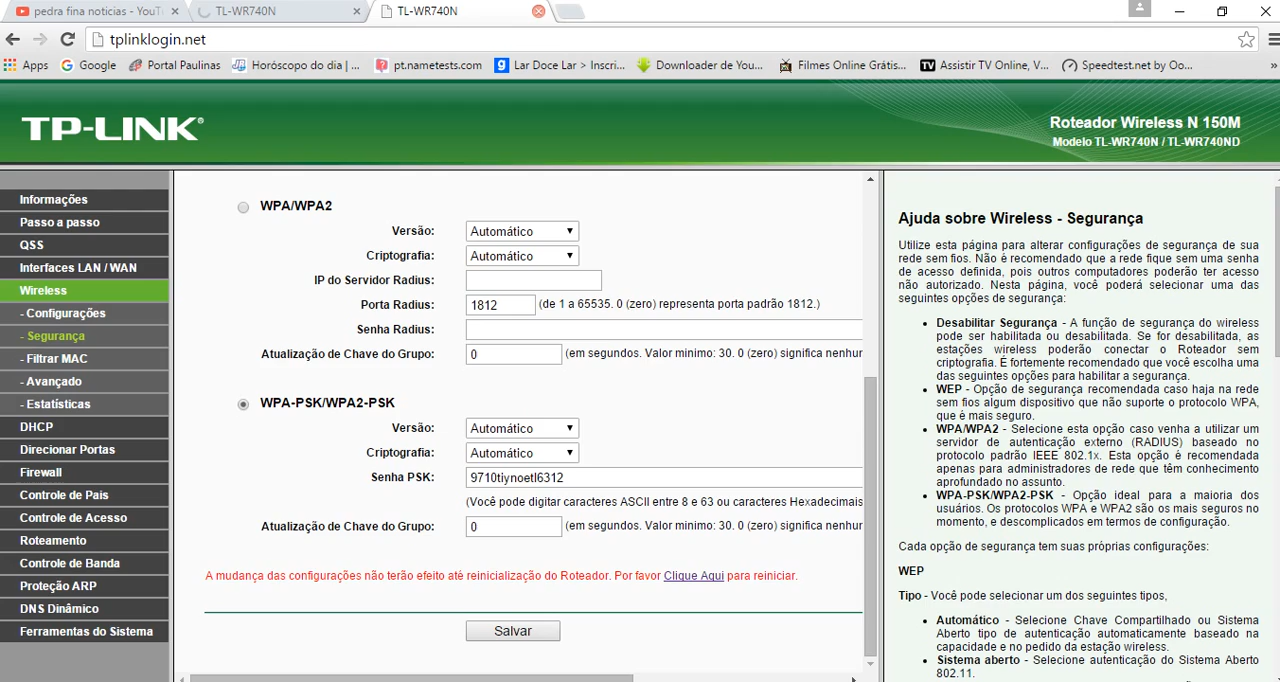 pedra fina noticias - YouT
TL-WR740N
TL-WR740N
tplinklogin.net
Apps
Google
Portal Paulinas
Horóscopo do dia | ...
pt.nametests.com
Lar Doce Lar > Inscri...
Downloader de You...
Filmes Online Grátis...
Assistir TV Online, V...
Speedtest.net by Oo...
»
TP-LINK®
Roteador Wireless N 150M
Modelo TL-WR740N / TL-WR740ND
Informações
Passo a passo
QSS
Interfaces LAN / WAN
Wireless
- Configurações
- Segurança
- Filtrar MAC
- Avançado
- Estatísticas
DHCP
Direcionar Portas
Firewall
Controle de Pais
Controle de Acesso
Roteamento
Controle de Banda
Proteção ARP
DNS Dinâmico
Ferramentas do Sistema
WPA/WPA2
Versão: Automático
Criptografia: Automático
IP do Servidor Radius:
Porta Radius: 1812 (de 1 a 65535. 0 (zero) representa porta padrão 1812.)
Senha Radius:
Atualização de Chave do Grupo: 0 (em segundos. Valor minimo: 30. 0 (zero) significa nenhur
WPA-PSK/WPA2-PSK
Versão: Automático
Criptografia: Automático
Senha PSK: 9710tiynoetl6312
(Você pode digitar caracteres ASCII entre 8 e 63 ou caracteres Hexadecimais
Atualização de Chave do Grupo: 0 (em segundos. Valor minimo: 30. 0 (zero) significa nenhur
A mudança das configurações não terão efeito até reinicialização do Roteador. Por favor Clique Aqui para reiniciar.
Salvar
Ajuda sobre Wireless - Segurança
Utilize esta página para alterar configurações de segurança de sua
rede sem fios. Não é recomendado que a rede fique sem uma senha
de acesso definida, pois outros computadores poderão ter acesso
não autorizado. Nesta página, você poderá selecionar uma das
seguintes opções de segurança:
• Desabilitar Segurança - A função de segurança do wireless
pode ser habilitada ou desabilitada. Se for desabilitada, as
estações wireless poderão conectar o Roteador sem
criptografia. É fortemente recomendado que você escolha uma
das seguintes opções para habilitar a segurança.
• WEP - Opção de segurança recomendada caso haja na rede
sem fios algum dispositivo que não suporte o protocolo WPA,
que é mais seguro.
• WPA/WPA2 - Selecione esta opção caso venha a utilizar um
servidor de autenticação externo (RADIUS) baseado no
protocolo padrão IEEE 802.1x. Esta opção é recomendada
apenas para administradores de rede que têm conhecimento
aprofundado no assunto.
• WPA-PSK/WPA2-PSK - Opção ideal para a maioria dos
usuários. Os protocolos WPA e WPA2 são os mais seguros no
momento, e descomplicados em termos de configuração.
Cada opção de segurança tem suas próprias configurações:
WEP
Tipo - Você pode selecionar um dos seguintes tipos,
• Automático - Selecione Chave Compartilhado ou Sistema
Aberto tipo de autenticação automaticamente baseado na
capacidade e no pedido da estação wireless.
• Sistema aberto - Selecione autenticação do Sistema Aberto
802.11.